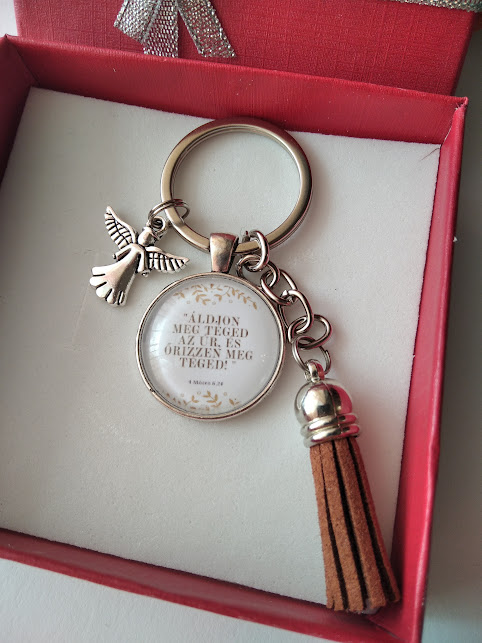 "ÁLDJON
MEG TÉGED
AZ ÚR, ÉS
ŐRIZZEN MEG
TÉGED! "
4 Mózes 6,24